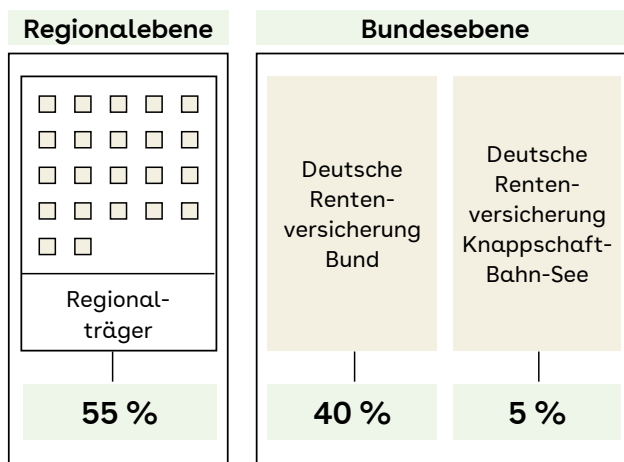 Regionalebene
Bundesebene
Regional-
träger
55 %
Deutsche
Renten-
versicherung
Bund
40 %
Deutsche
Renten-
versicherung
Knappschaft-
Bahn-See
5 %